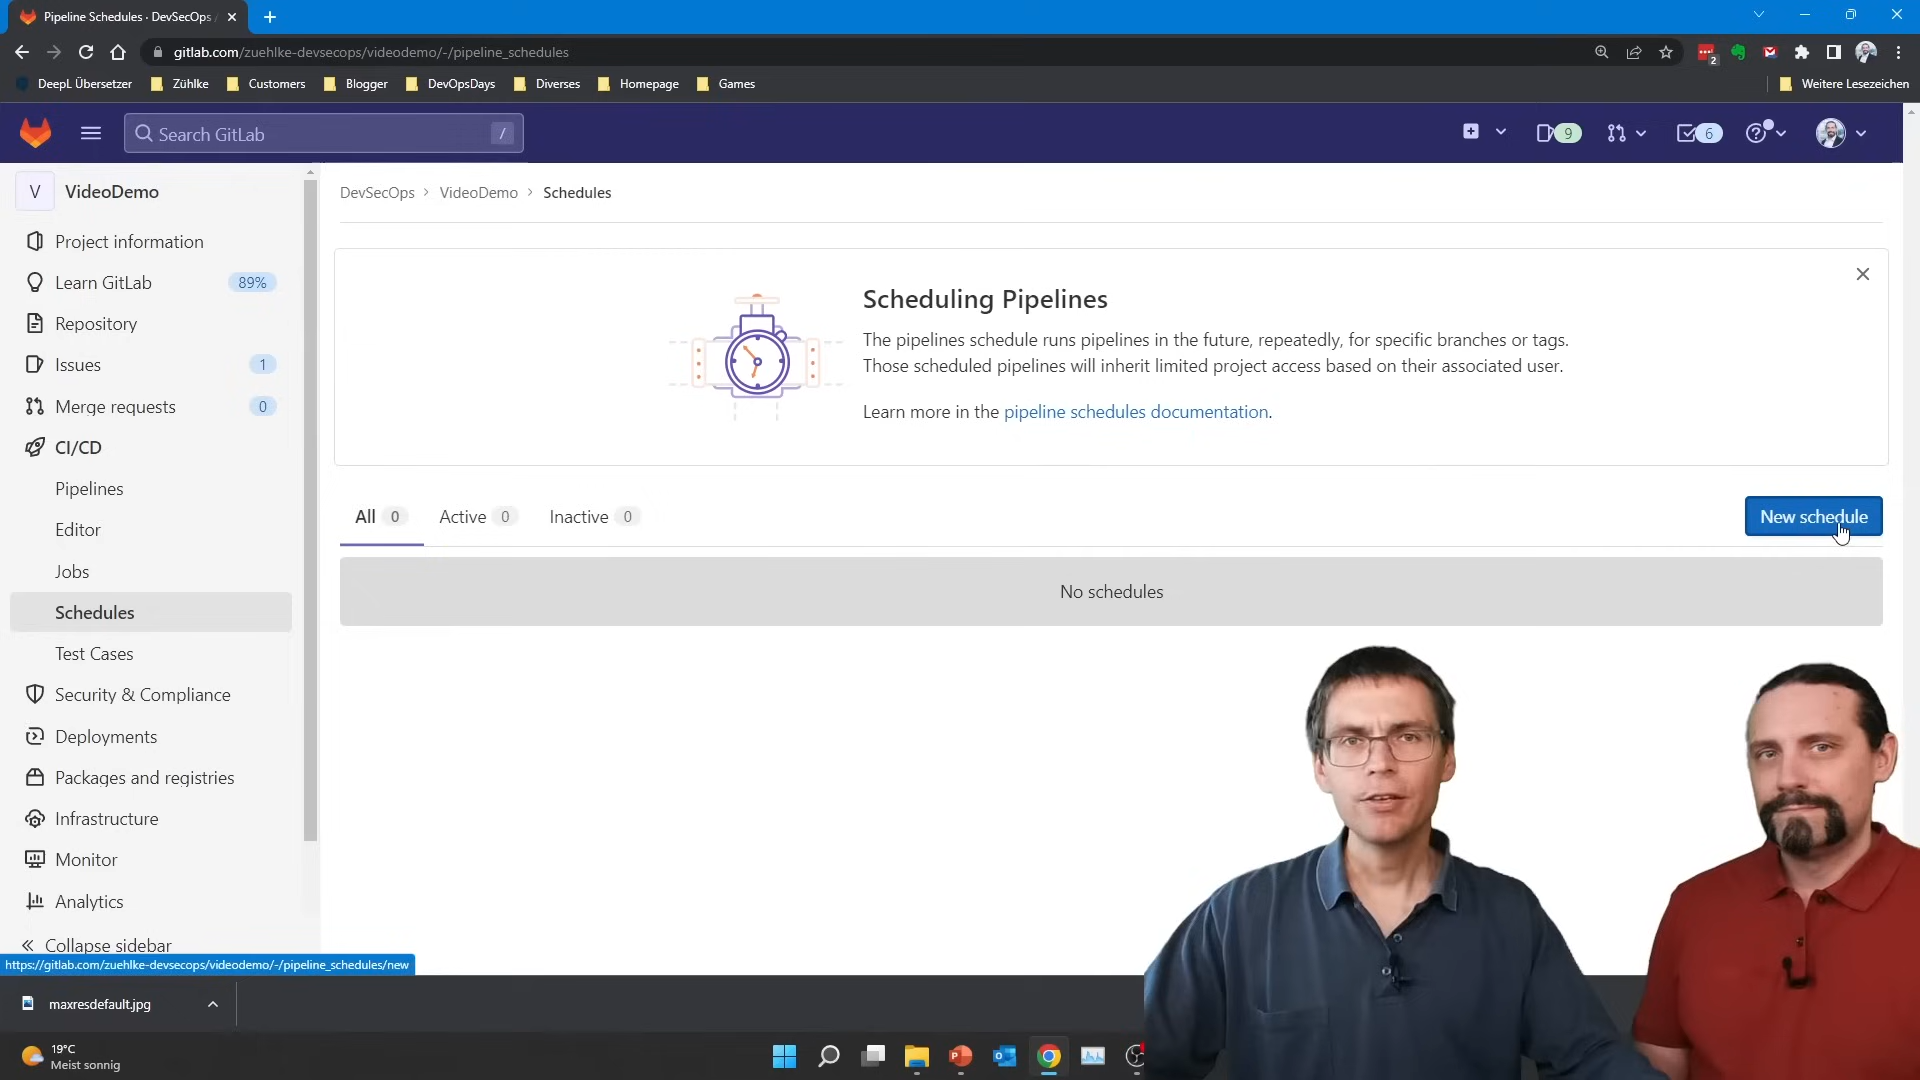 Pipeline Schedules · DevSecOps
gitlab.com/zuehlke-devsecops/videodemo/-/pipeline_schedules
2
DeepL Übersetzer
Zühlke
Customers
Blogger
DevOpsDays
Diverses
Homepage
Games
Weitere Lesezeichen
Search GitLab
/
9
6
V
VideoDemo
DevSecOps › VideoDemo › Schedules
Project information
Learn GitLab 89%
Repository
Issues 1
Merge requests 0
CI/CD
Pipelines
Editor
Jobs
Schedules
Test Cases
Security & Compliance
Deployments
Packages and registries
Infrastructure
Monitor
Analytics
« Collapse sidebar
Scheduling Pipelines
The pipelines schedule runs pipelines in the future, repeatedly, for specific branches or tags.
Those scheduled pipelines will inherit limited project access based on their associated user.
Learn more in the pipeline schedules documentation.
All 0
Active 0
Inactive 0
New schedule
No schedules
https://gitlab.com/zuehlke-devsecops/videodemo/-/pipeline_schedules/new
maxresdefault.jpg
19°C
Meist sonnig